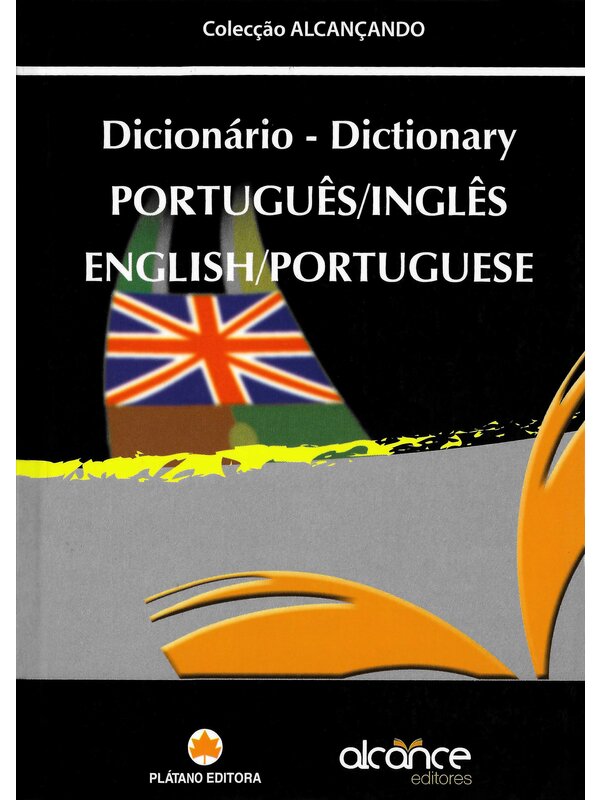 Colecção ALCANÇANDO
Dicionário - Dictionary
PORTUGUÊS/INGLÊS
ENGLISH/PORTUGUESE
PLÁTANO EDITORA
alcance
editores